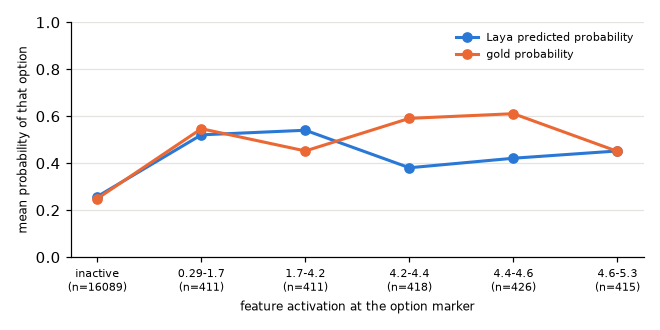 mean probability of that option
1.0
0.8
0.6
0.4
0.2
0.0
Laya predicted probability
gold probability
inactive
(n=16089)
0.29-1.7
(n=411)
1.7-4.2
(n=411)
4.2-4.4
(n=418)
4.4-4.6
(n=426)
4.6-5.3
(n=415)
feature activation at the option marker